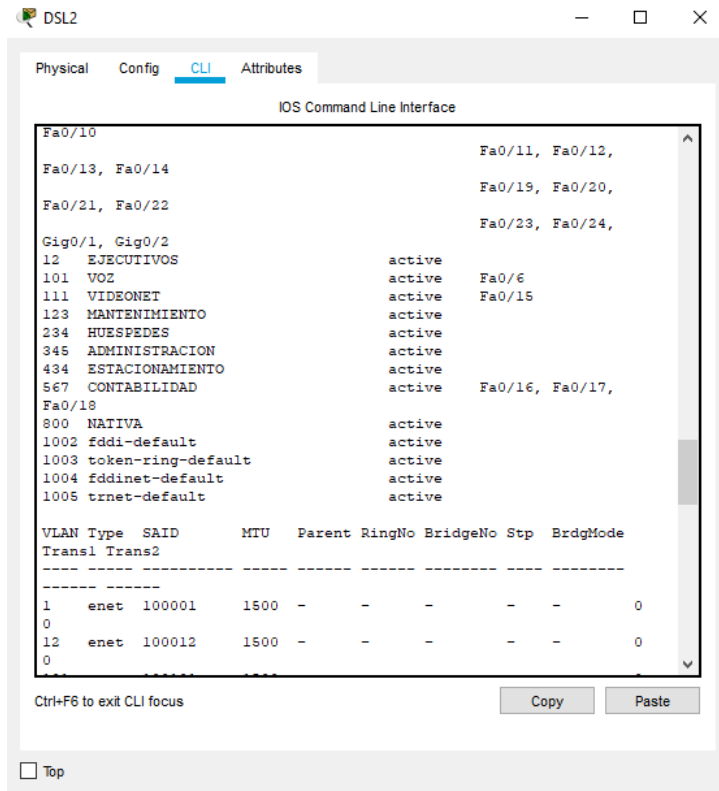 DSL2
Physical Config CLI Attributes
IOS Command Line Interface
Fa0/10
Fa0/11, Fa0/12,
Fa0/13, Fa0/14
Fa0/19, Fa0/20,
Fa0/21, Fa0/22
Fa0/23, Fa0/24,
Gig0/1, Gig0/2
12 EJECUTIVOS active
101 VOZ active Fa0/6
111 VIDEONET active Fa0/15
123 MANTENIMIENTO active
234 HUESPEDES active
345 ADMINISTRACION active
434 ESTACIONAMIENTO active
567 CONTABILIDAD active Fa0/16, Fa0/17,
Fa0/18
800 NATIVA active
1002 fddi-default active
1003 token-ring-default active
1004 fddinet-default active
1005 trnet-default active
VLAN Type SAID MTU Parent RingNo BridgeNo Stp BrdgMode
Trans1 Trans2
---- ----- ---------- ----- ------ ------ -------- ---- --------
------ ------
1 enet 100001 1500 - - - - - 0
0
12 enet 100012 1500 - - - - - 0
0
Ctrl+F6 to exit CLI focus
Copy Paste
Top